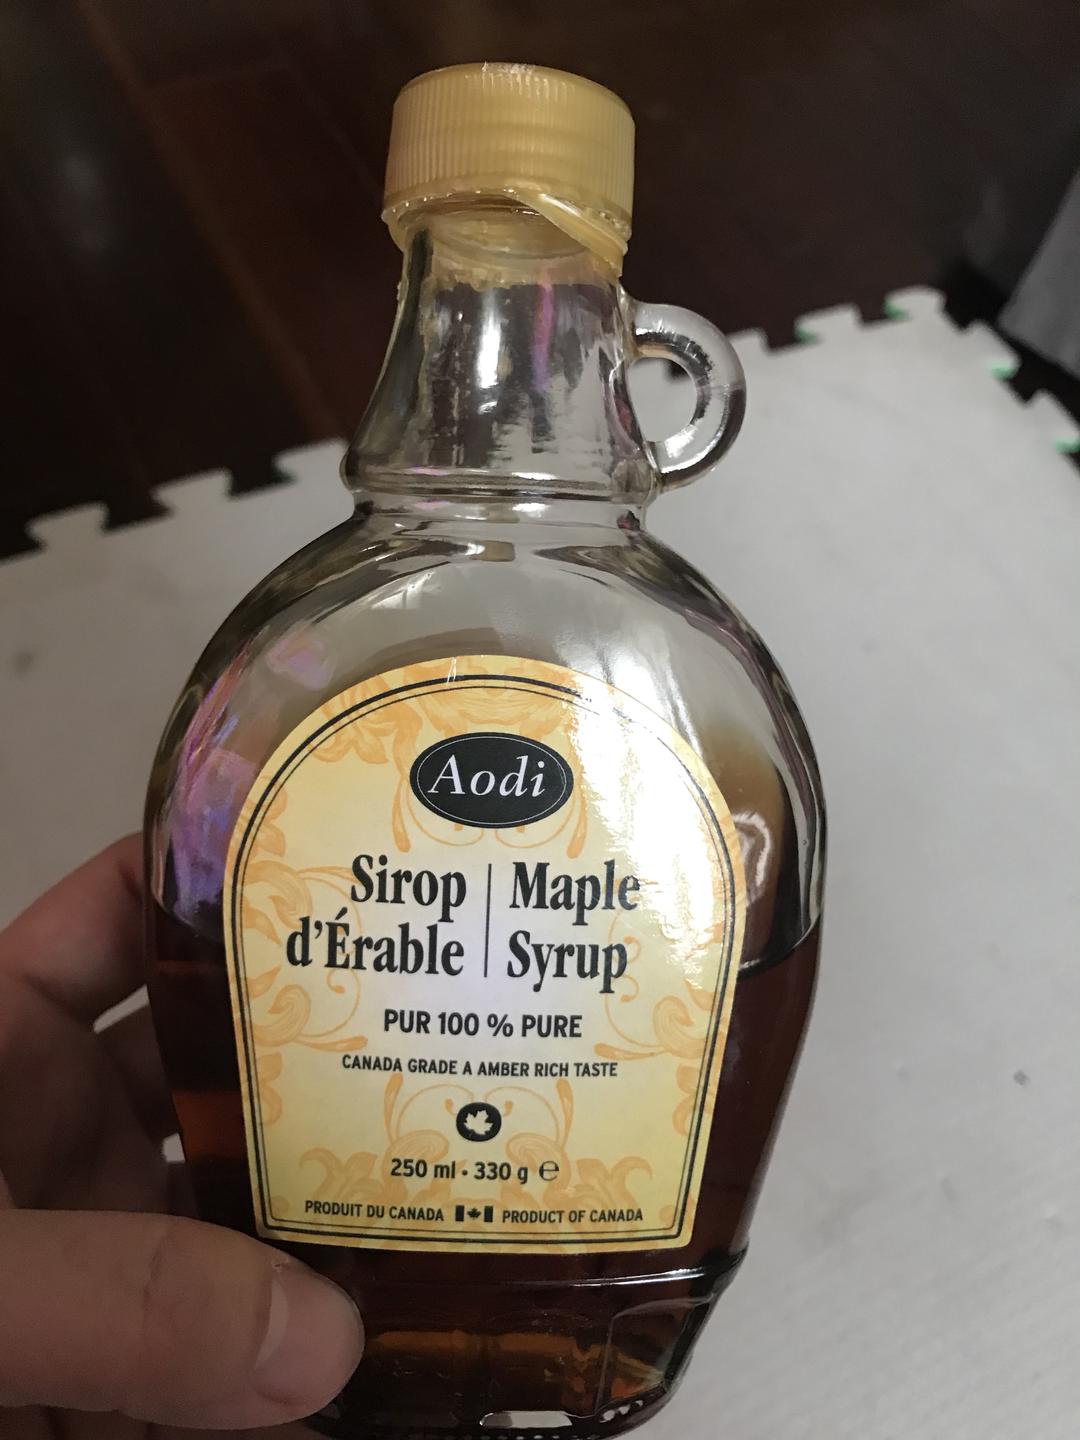 Aodi
Sirop | Maple
d'Érable | Syrup
PUR 100 % PURE
CANADA GRADE A AMBER RICH TASTE
250 ml • 330 g ℮
PRODUIT DU CANADA PRODUCT OF CANADA